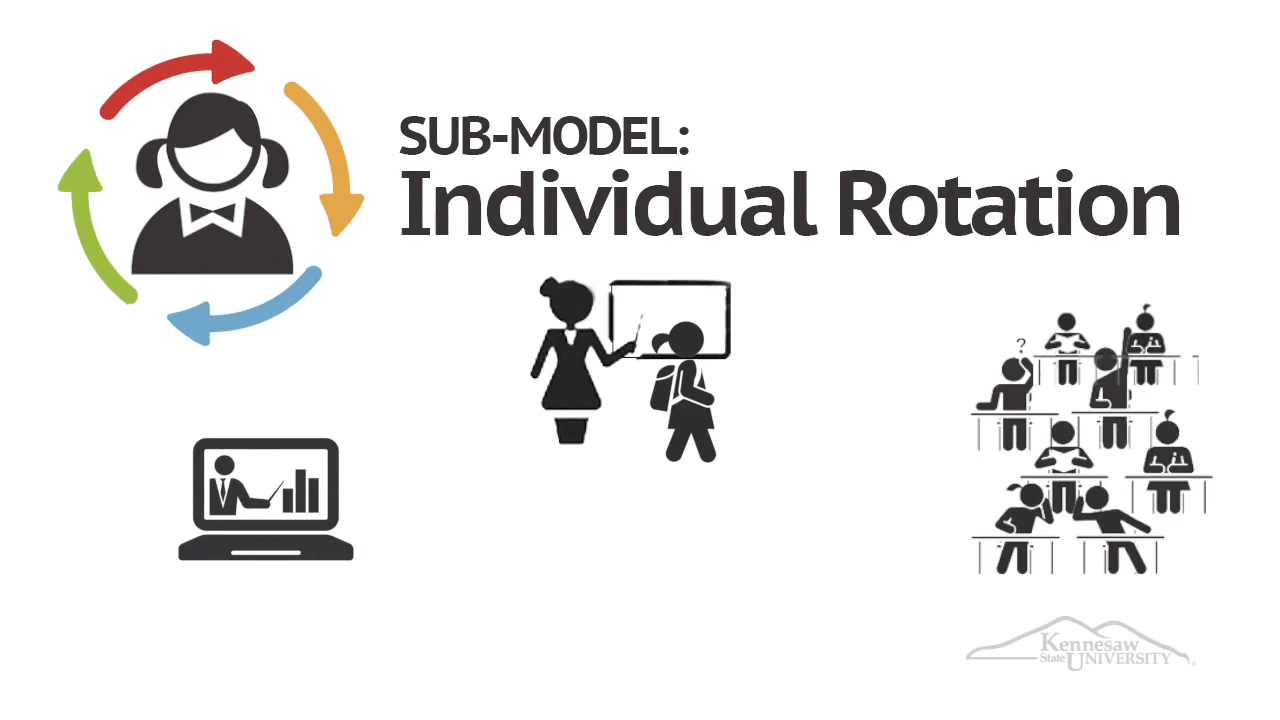 SUB-MODEL:
Individual Rotation
?
Kennesaw
State UNIVERSITY